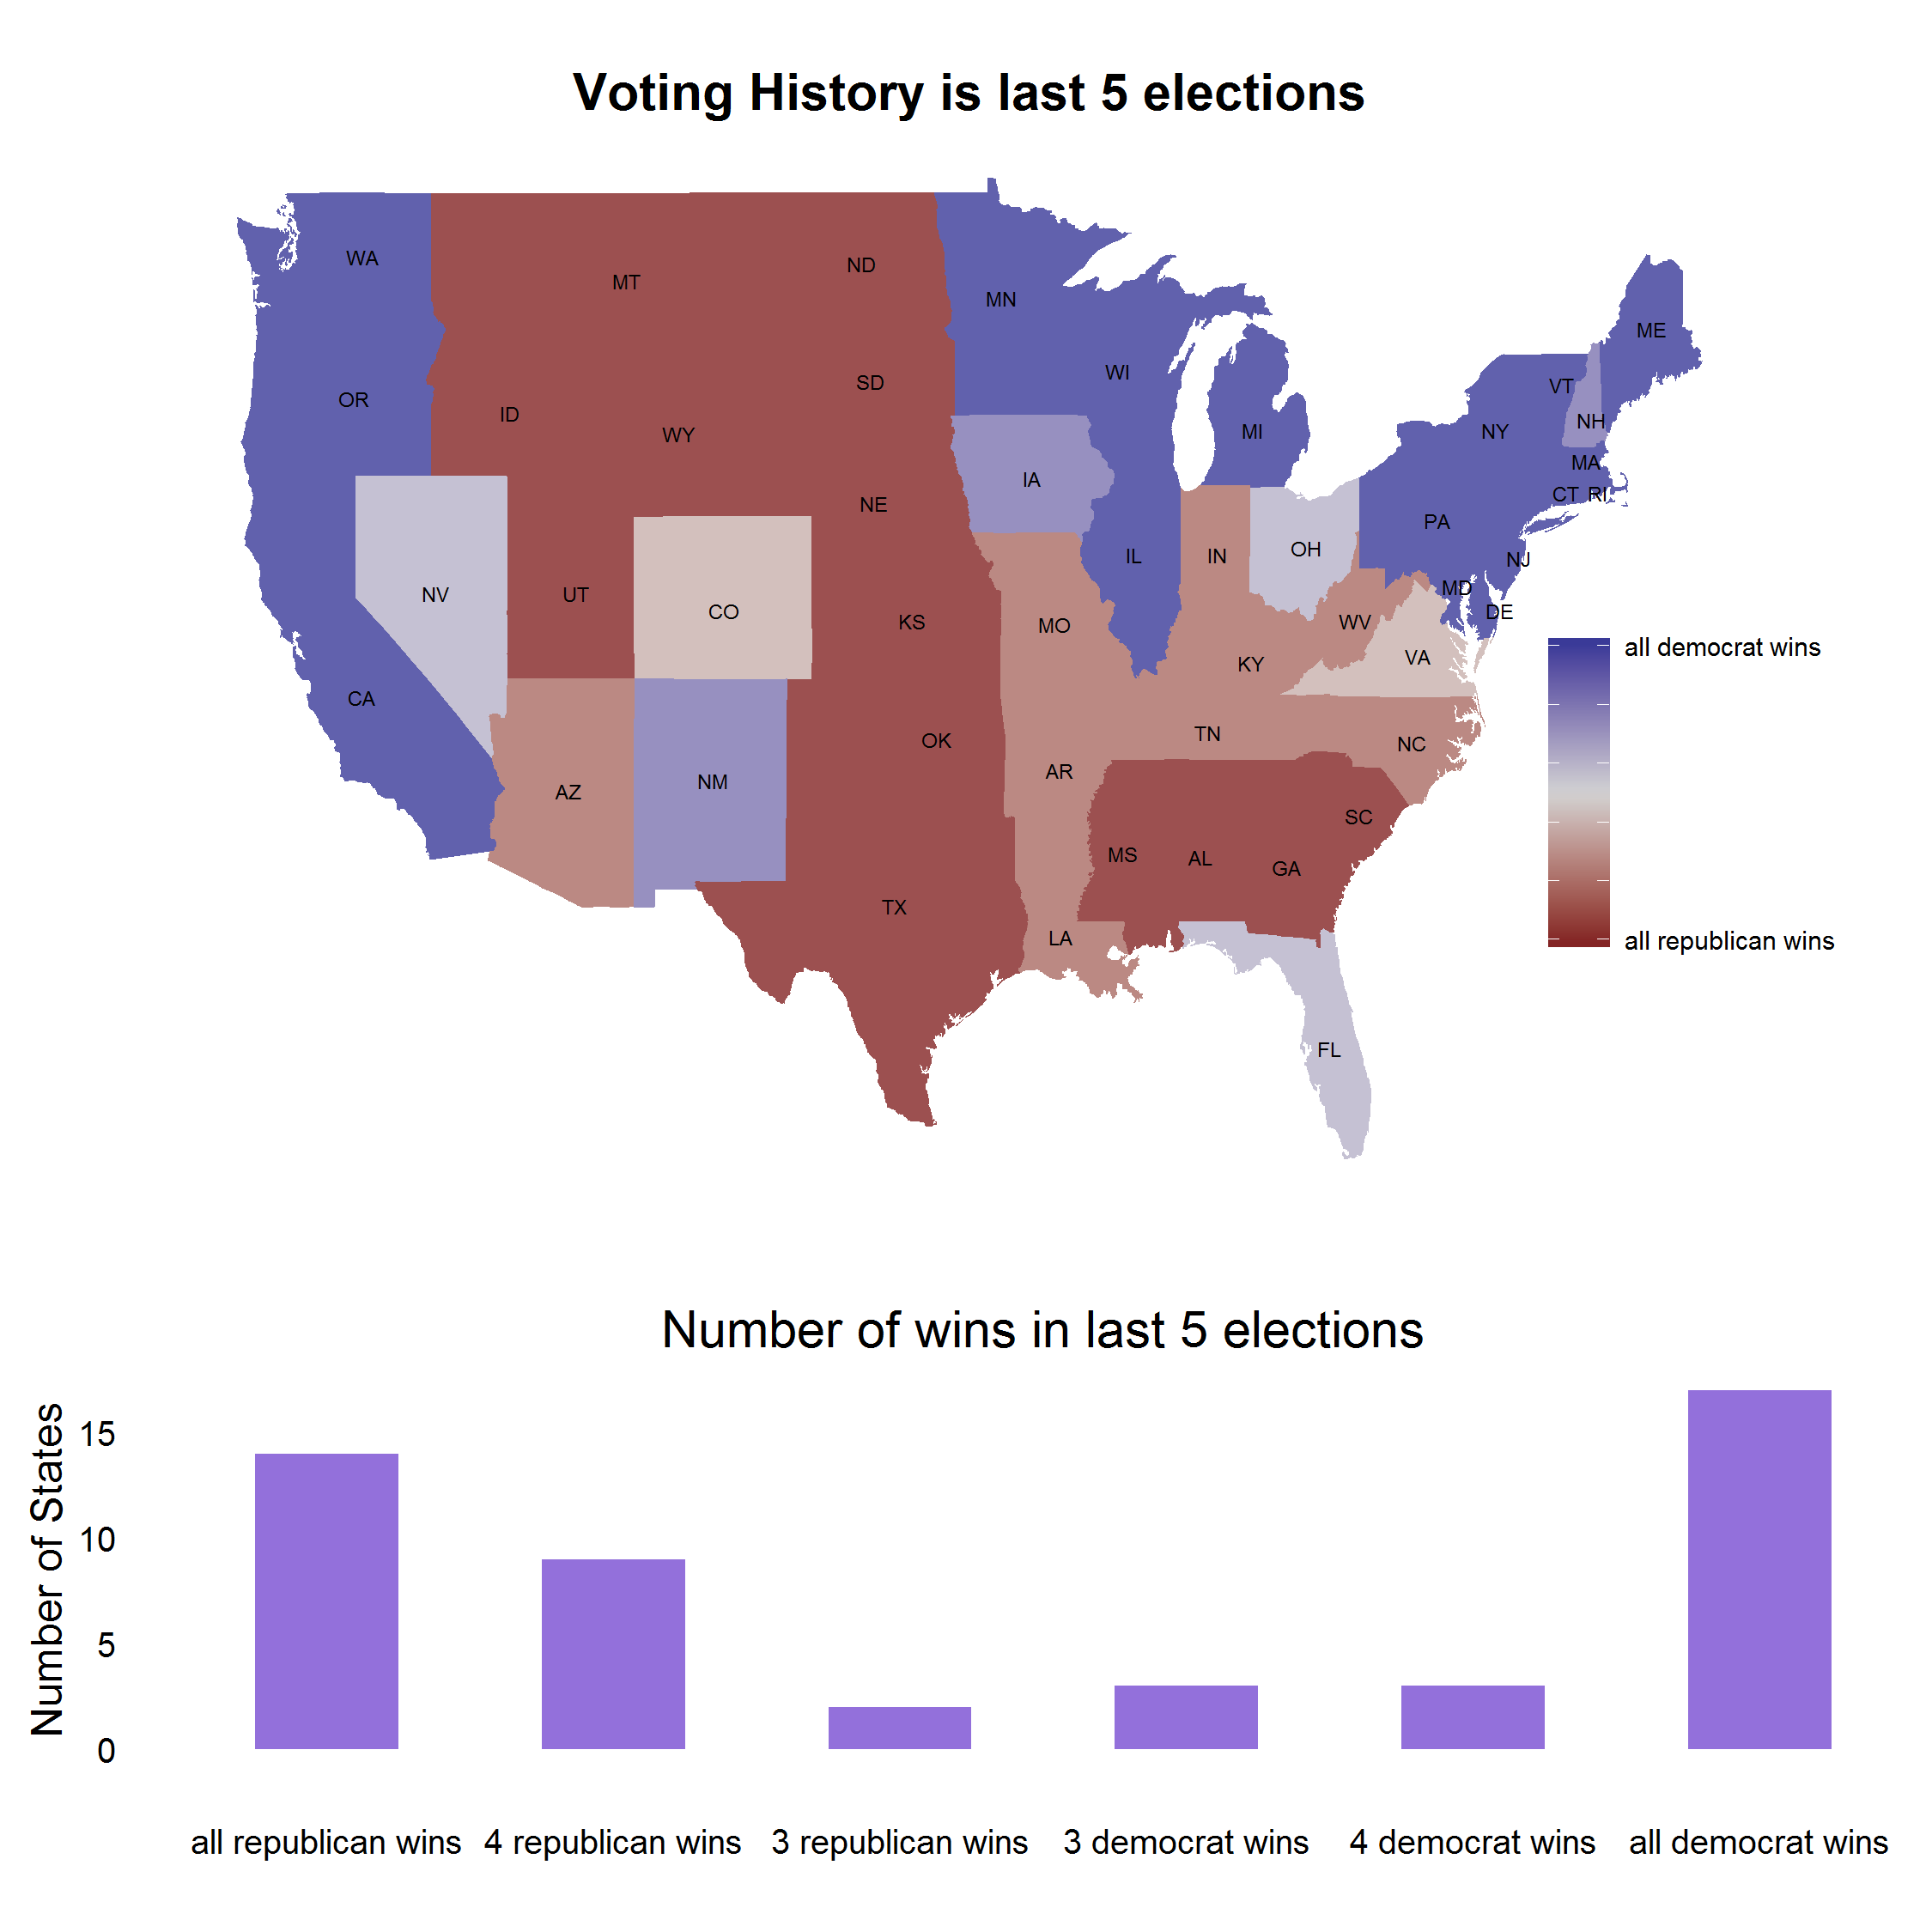 Voting History is last 5 elections
WA
MT
ND
MN
ME
OR
ID
WY
SD
WI
MI
NY
VT
NH
MA
CT RI
IA
NE
PA
NV
UT
CO
KS
MO
IL
IN
OH
NJ
MD
DE
WV
VA
KY
all democrat wins
CA
AZ
NM
OK
AR
TN
NC
SC
MS
AL
GA
TX
LA
all republican wins
FL
Number of wins in last 5 elections
Number of States
15
10
5
0
all republican wins
4 republican wins
3 republican wins
3 democrat wins
4 democrat wins
all democrat wins